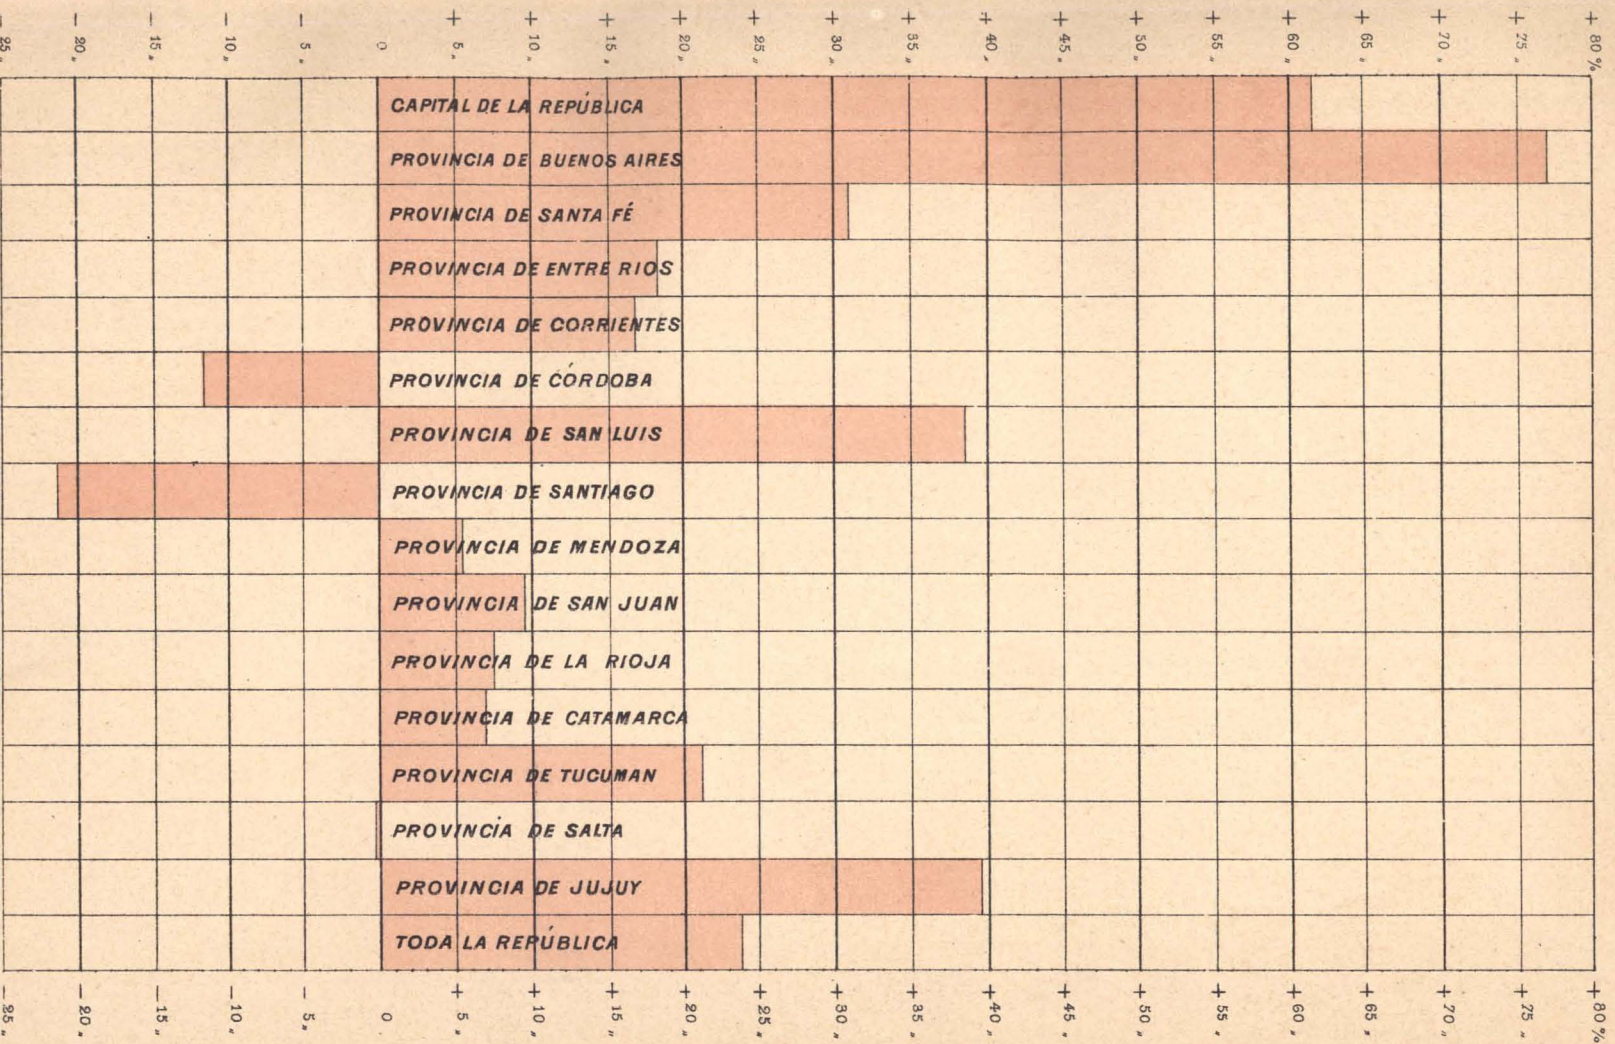 - 25„ - 20„ - 15„ - 10„ - 5„ 0 + 5„ + 10„ + 15„ + 20„ + 25„ + 30„ + 35„ + 40„ + 45„ + 50„ + 55„ + 60„ + 65„ + 70„ + 75„ + 80%
CAPITAL DE LA REPÚBLICA
PROVINCIA DE BUENOS AIRES
PROVINCIA DE SANTA FÉ
PROVINCIA DE ENTRE RIOS
PROVINCIA DE CORRIENTES
PROVINCIA DE CÓRDOBA
PROVINCIA DE SAN LUIS
PROVINCIA DE SANTIAGO
PROVINCIA DE MENDOZA
PROVINCIA DE SAN JUAN
PROVINCIA DE LA RIOJA
PROVINCIA DE CATAMARCA
PROVINCIA DE TUCUMAN
PROVINCIA DE SALTA
PROVINCIA DE JUJUY
TODA LA REPÚBLICA
- 25„ - 20„ - 15„ - 10„ - 5„ 0 + 5„ + 10„ + 15„ + 20„ + 25„ + 30„ + 35„ + 40„ + 45„ + 50„ + 55„ + 60„ + 65„ + 70„ + 75„ + 80%